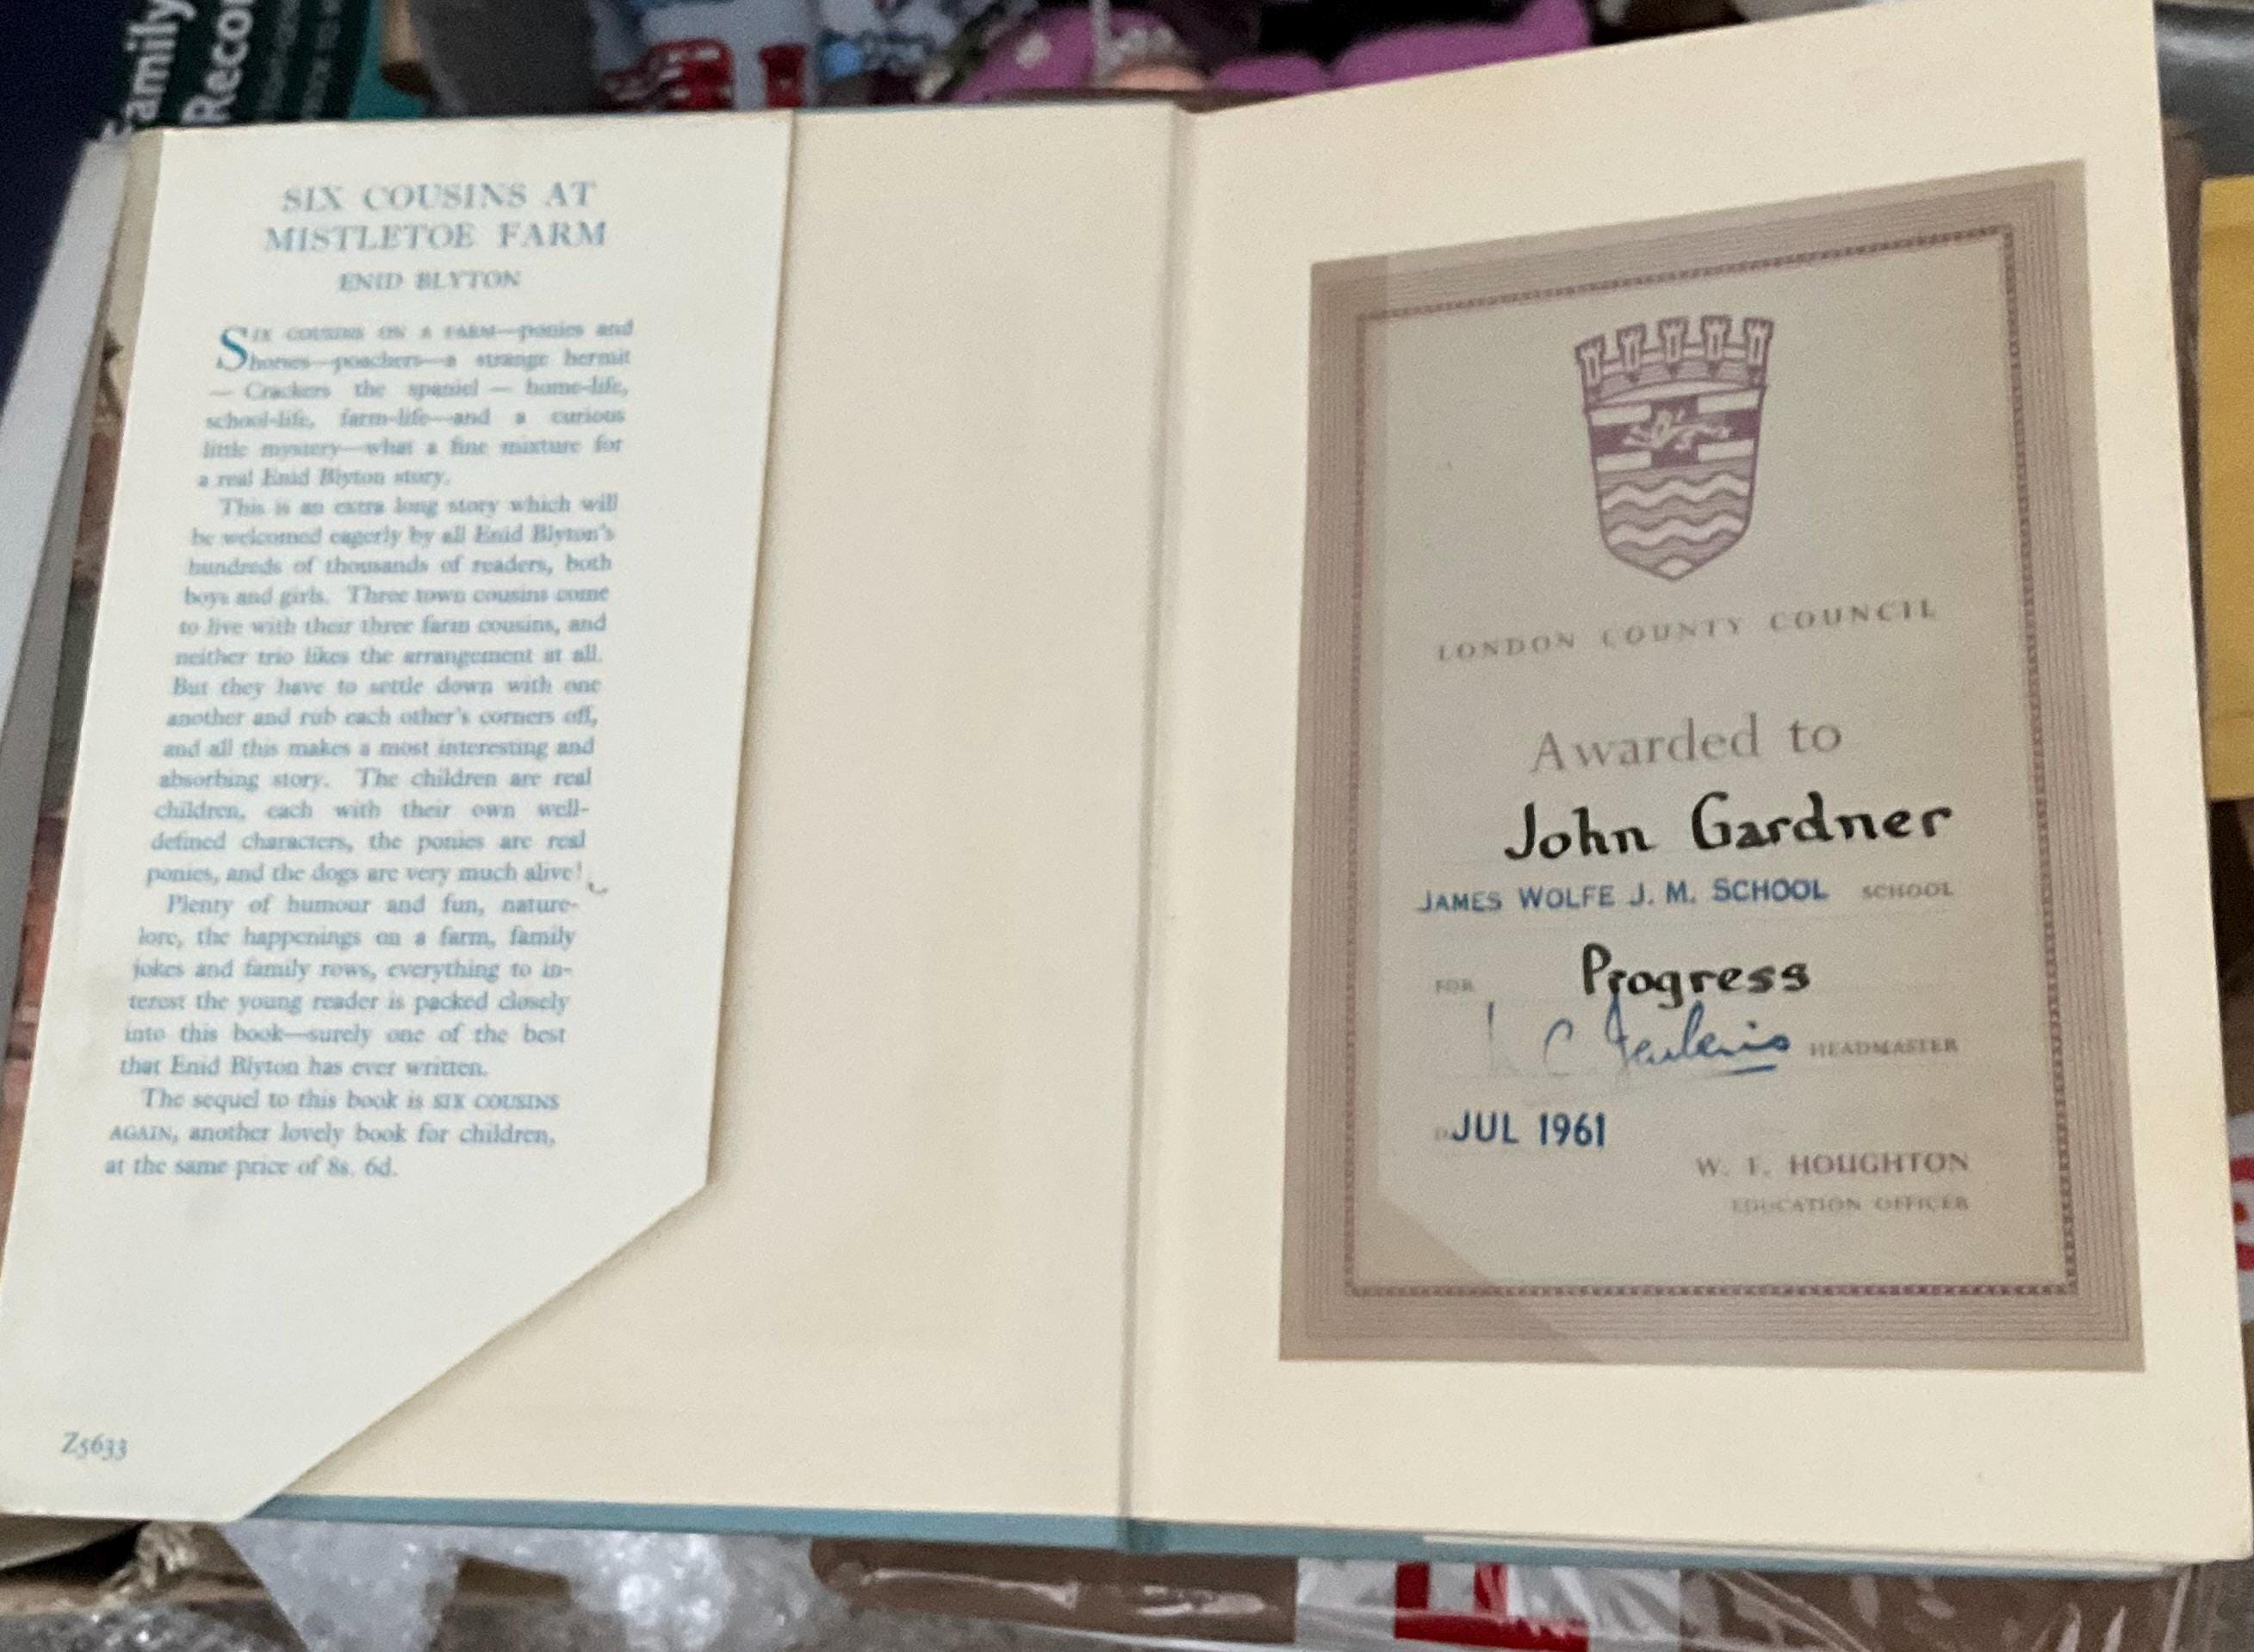 Family
Recor
SIX COUSINS AT
MISTLETOE FARM
ENID BLYTON
SIX COUSINS ON A FARM—ponies and
horses—poachers—a strange hermit
— Crackers the spaniel — home-life,
school-life, farm-life—and a curious
little mystery—what a fine mixture for
a real Enid Blyton story.
This is an extra long story which will
be welcomed eagerly by all Enid Blyton's
hundreds of thousands of readers, both
boys and girls. Three town cousins come
to live with their three farm cousins, and
neither trio likes the arrangement at all.
But they have to settle down with one
another and rub each other's corners off,
and all this makes a most interesting and
absorbing story. The children are real
children, each with their own well-
defined characters, the ponies are real
ponies, and the dogs are very much alive!
Plenty of humour and fun, nature-
lore, the happenings on a farm, family
jokes and family rows, everything to in-
terest the young reader is packed closely
into this book—surely one of the best
that Enid Blyton has ever written.
The sequel to this book is SIX COUSINS
AGAIN, another lovely book for children,
at the same price of 8s. 6d.
Z5633
LONDON COUNTY COUNCIL
Awarded to
John Gardner
JAMES WOLFE J. M. SCHOOL SCHOOL
FOR Progress
C Jenkins HEADMASTER
JUL 1961
W. F. HOUGHTON
EDUCATION OFFICER